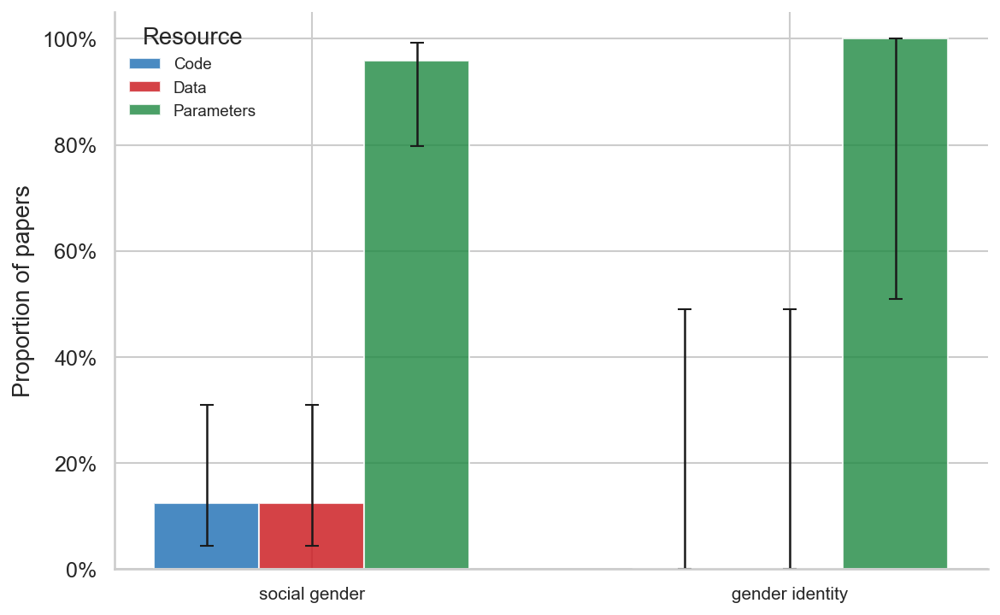 Resource
Code
Data
Parameters
Proportion of papers
100%
80%
60%
40%
20%
0%
social gender
gender identity